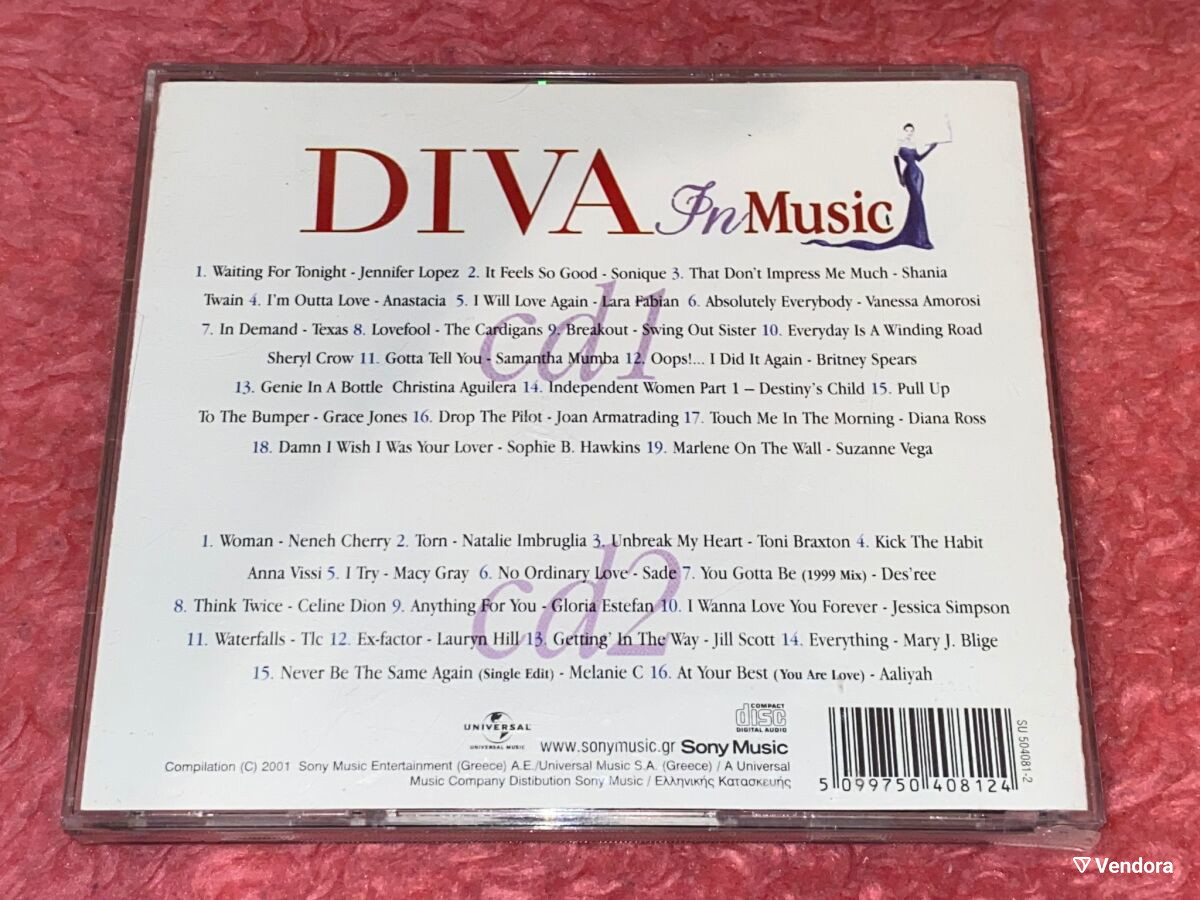 DIVA In Music
1. Waiting For Tonight - Jennifer Lopez 2. It Feels So Good - Sonique 3. That Don't Impress Me Much - Shania
Twain 4. I'm Outta Love - Anastacia 5. I Will Love Again - Lara Fabian 6. Absolutely Everybody - Vanessa Amorosi
7. In Demand - Texas 8. Lovefool - The Cardigans 9. Breakout - Swing Out Sister 10. Everyday Is A Winding Road
Sheryl Crow 11. Gotta Tell You - Samantha Mumba 12. Oops!... I Did It Again - Britney Spears
13. Genie In A Bottle Christina Aguilera 14. Independent Women Part 1 – Destiny's Child 15. Pull Up
To The Bumper - Grace Jones 16. Drop The Pilot - Joan Armatrading 17. Touch Me In The Morning - Diana Ross
18. Damn I Wish I Was Your Lover - Sophie B. Hawkins 19. Marlene On The Wall - Suzanne Vega
cd1
1. Woman - Neneh Cherry 2. Torn - Natalie Imbruglia 3. Unbreak My Heart - Toni Braxton 4. Kick The Habit
Anna Vissi 5. I Try - Macy Gray 6. No Ordinary Love - Sade 7. You Gotta Be (1999 Mix) - Des'ree
8. Think Twice - Celine Dion 9. Anything For You - Gloria Estefan 10. I Wanna Love You Forever - Jessica Simpson
11. Waterfalls - Tlc 12. Ex-factor - Lauryn Hill 13. Getting' In The Way - Jill Scott 14. Everything - Mary J. Blige
15. Never Be The Same Again (Single Edit) - Melanie C 16. At Your Best (You Are Love) - Aaliyah
cd2
UNIVERSAL
UNIVERSAL MUSIC
www.sonymusic.gr Sony Music
COMPACT
disc
DIGITAL AUDIO
Compilation (C) 2001 Sony Music Entertainment (Greece) A.E./Universal Music S.A. (Greece) / A Universal
Music Company Distibution Sony Music / Ελληνικής Κατασκευής
5 099750 408124
SU 504081-2
Vendora